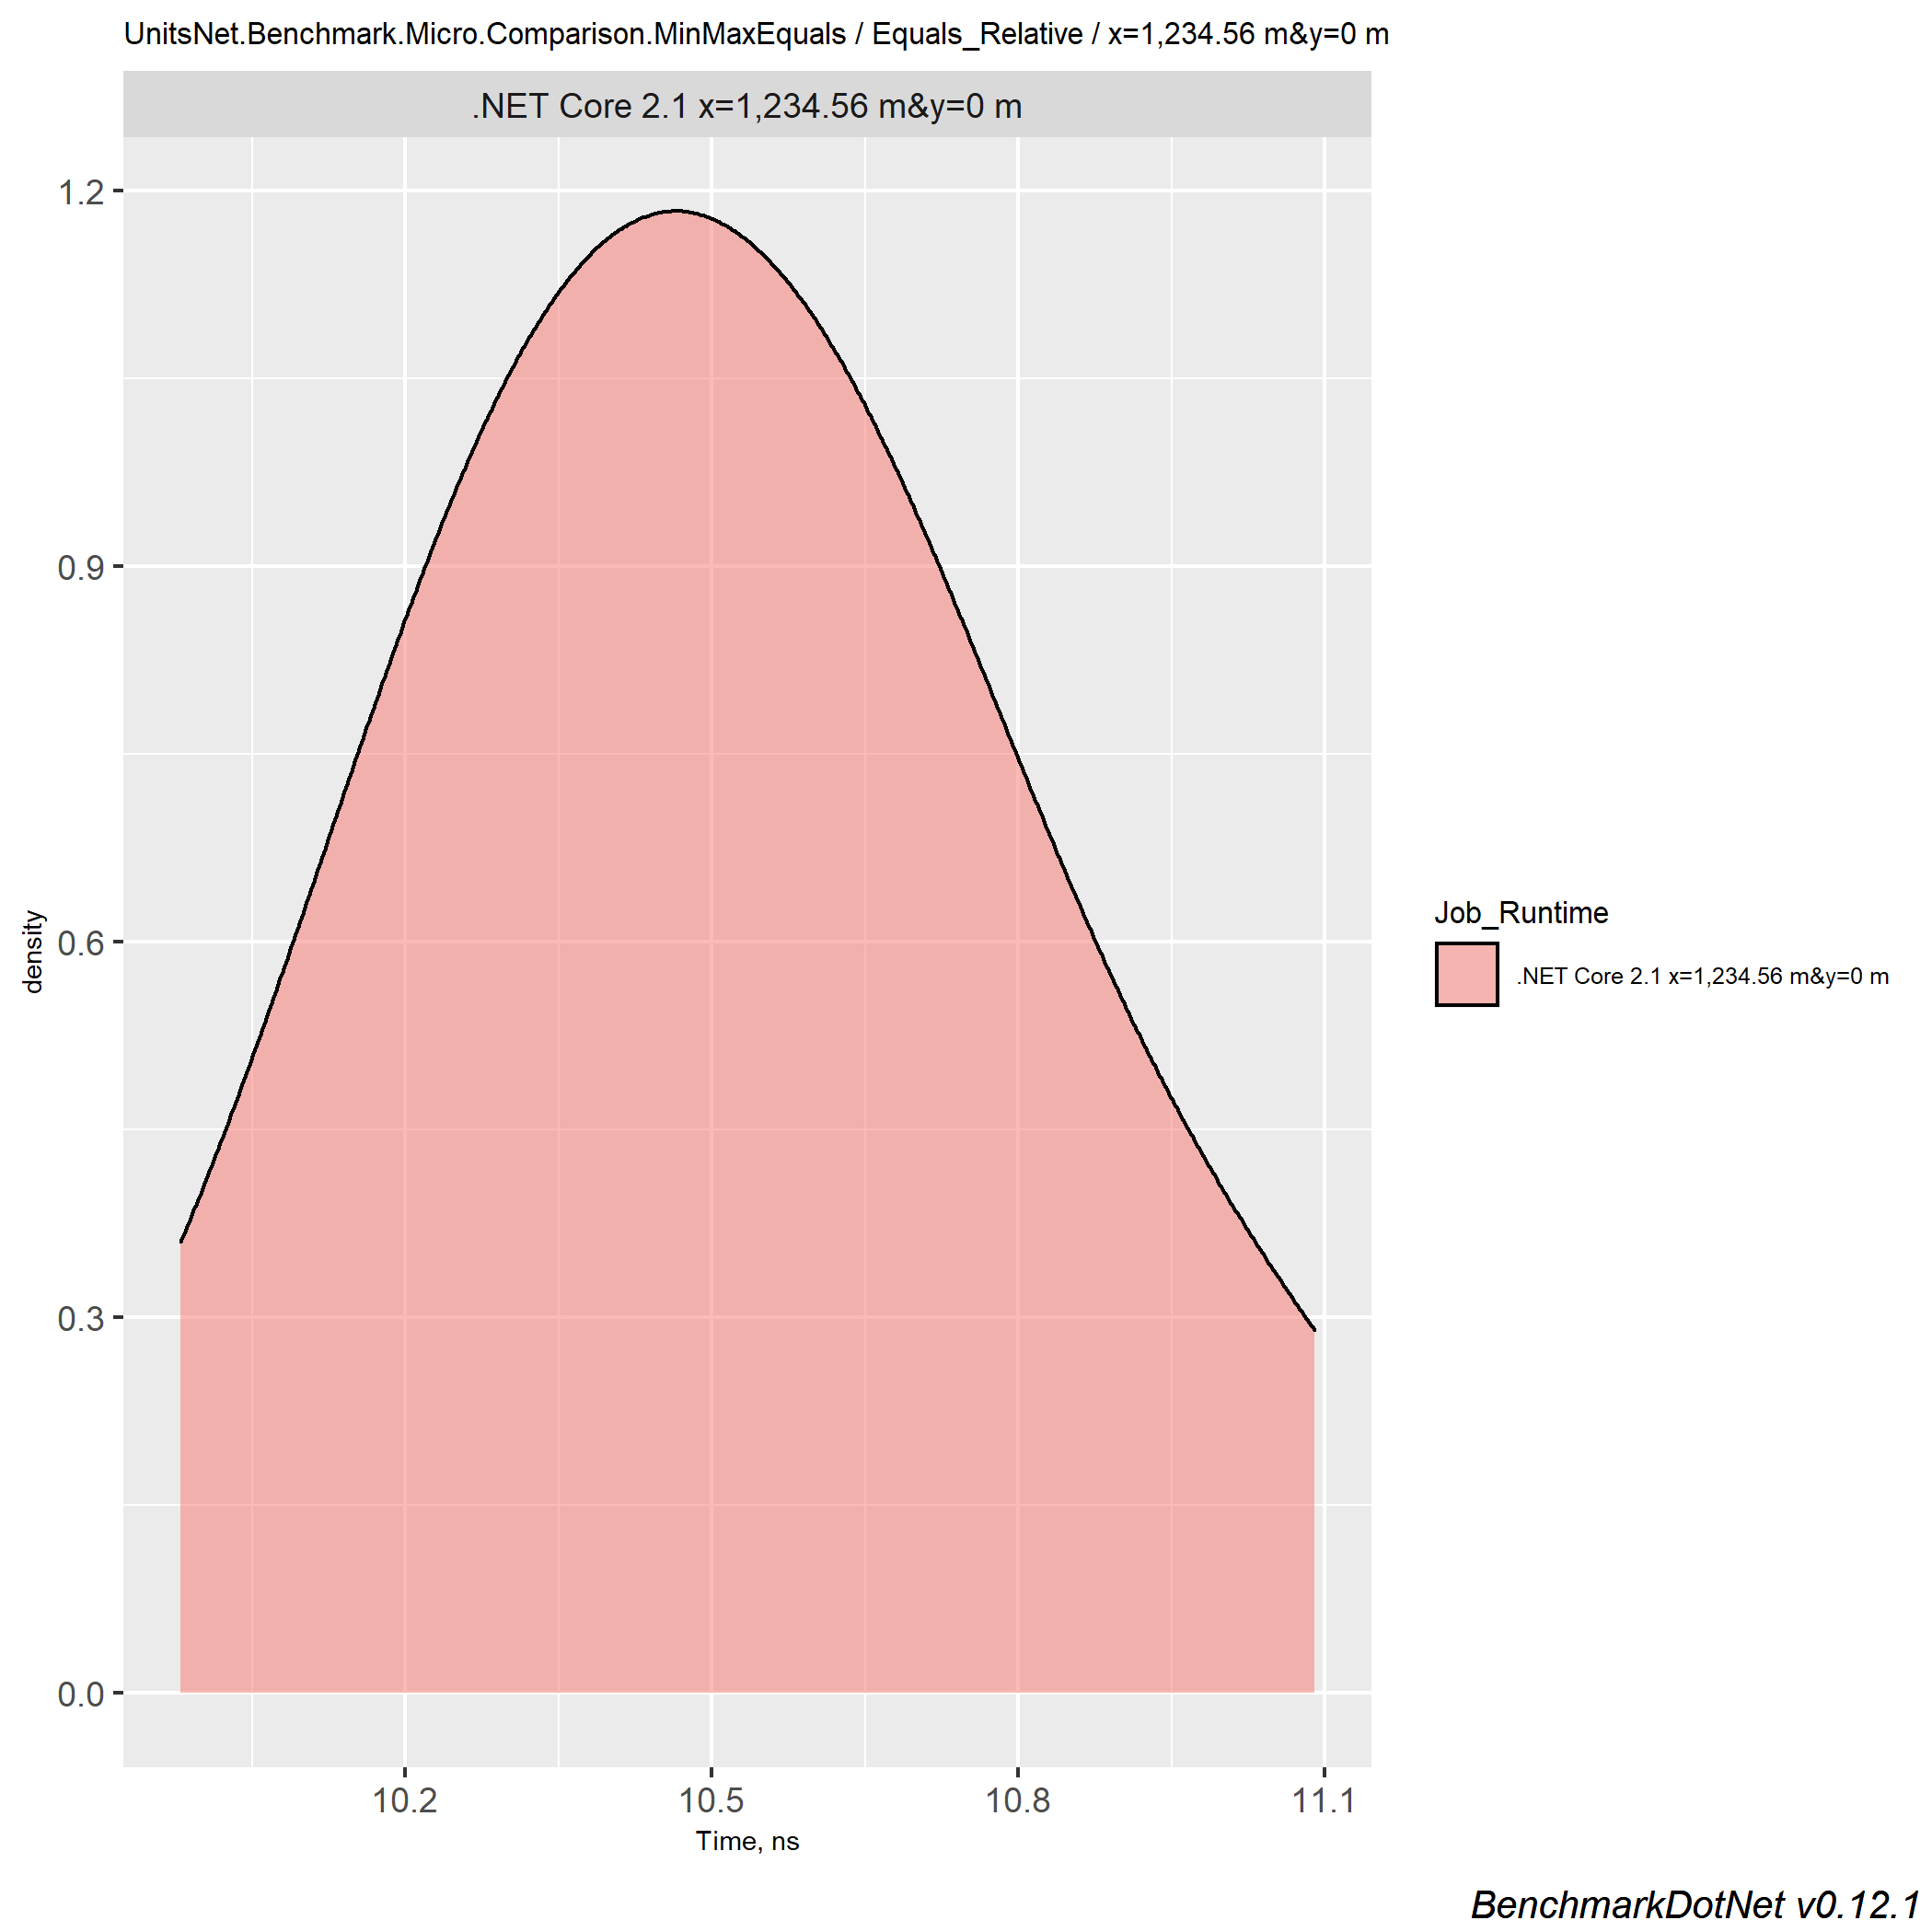 UnitsNet.Benchmark.Micro.Comparison.MinMaxEquals / Equals_Relative / x=1,234.56 m&y=0 m
.NET Core 2.1 x=1,234.56 m&y=0 m
1.2
0.9
0.6
0.3
0.0
density
10.2 10.5 10.8 11.1
Time, ns
Job_Runtime
.NET Core 2.1 x=1,234.56 m&y=0 m
BenchmarkDotNet v0.12.1